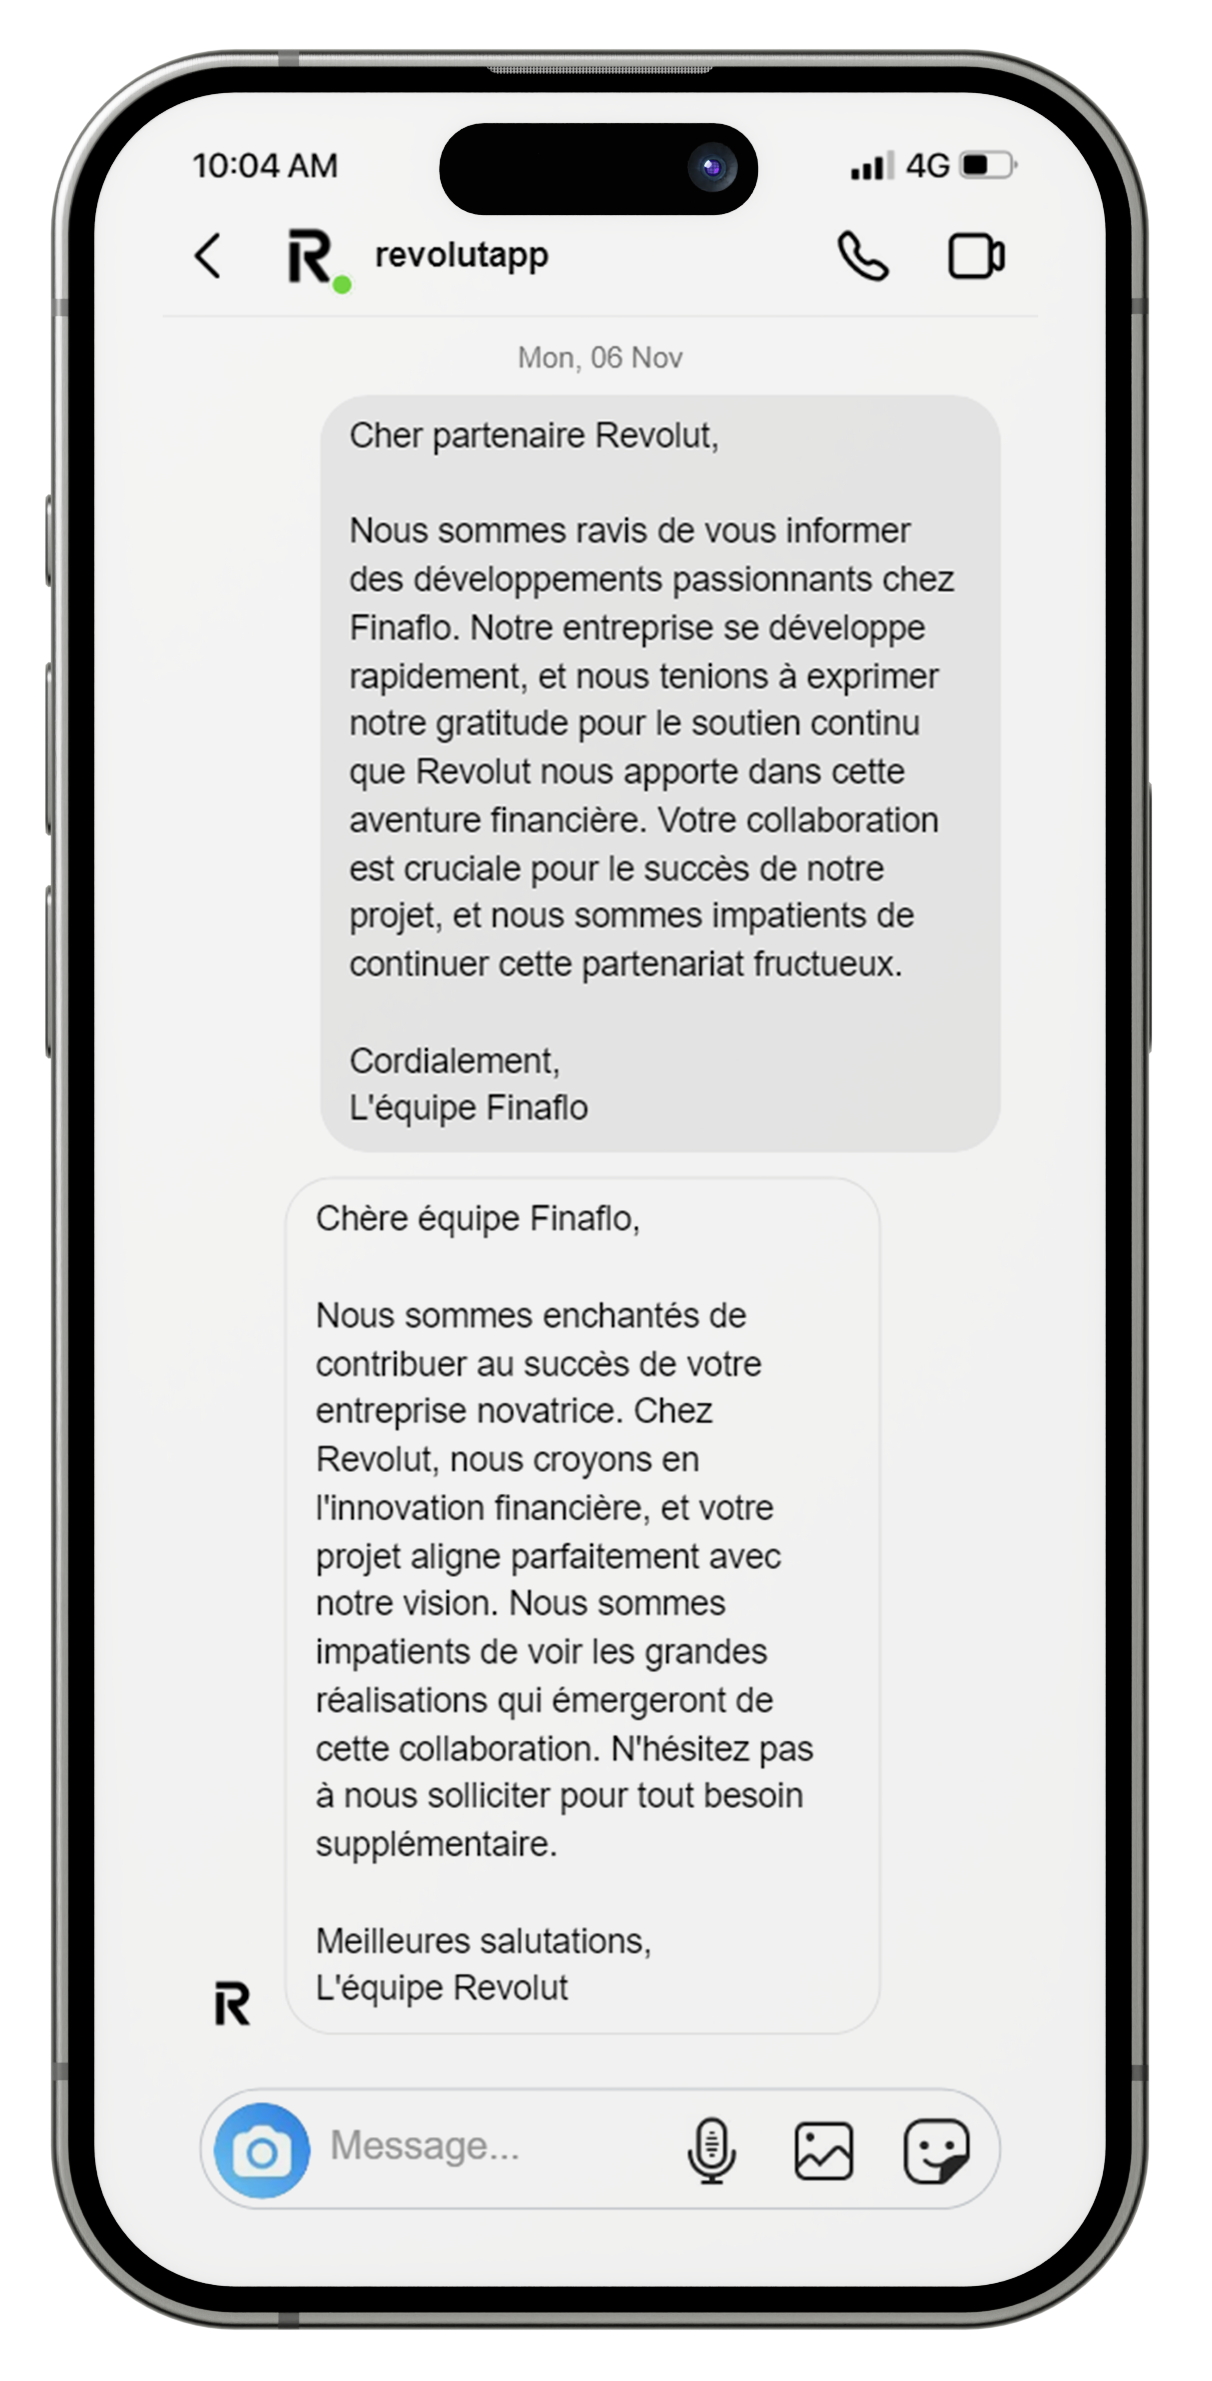 10:04 AM
4G
revolutapp
Mon, 06 Nov
Cher partenaire Revolut,
Nous sommes ravis de vous informer
des développements passionnants chez
Finaflo. Notre entreprise se développe
rapidement, et nous tenions à exprimer
notre gratitude pour le soutien continu
que Revolut nous apporte dans cette
aventure financière. Votre collaboration
est cruciale pour le succès de notre
projet, et nous sommes impatients de
continuer cette partenariat fructueux.
Cordialement,
L'équipe Finaflo
Chère équipe Finaflo,
Nous sommes enchantés de
contribuer au succès de votre
entreprise novatrice. Chez
Revolut, nous croyons en
l'innovation financière, et votre
projet aligne parfaitement avec
notre vision. Nous sommes
impatients de voir les grandes
réalisations qui émergeront de
cette collaboration. N'hésitez pas
à nous solliciter pour tout besoin
supplémentaire.
Meilleures salutations,
L'équipe Revolut
Message...